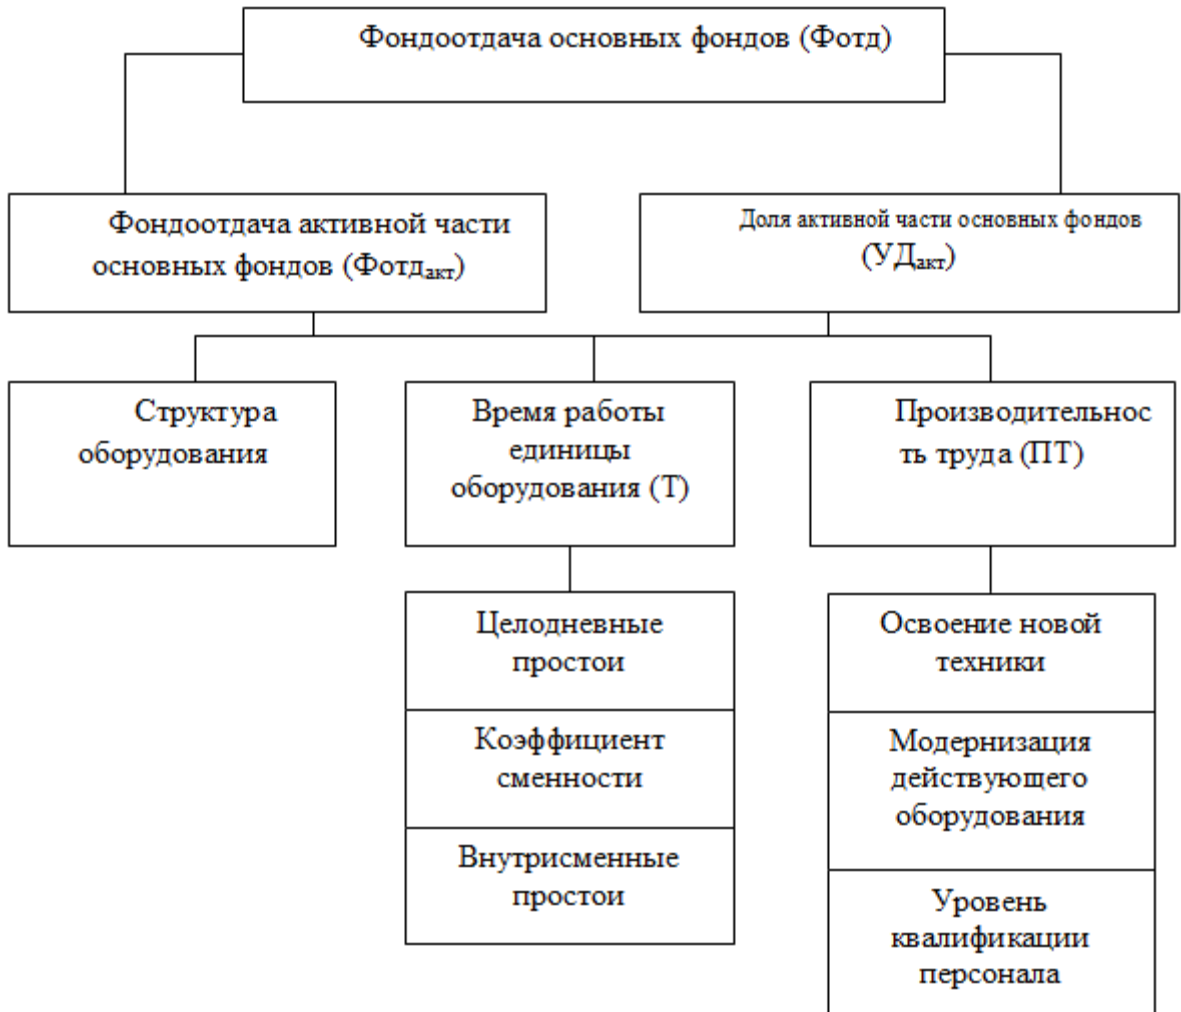 Фондоотдача основных фондов (Фотд)
Фондоотдача активной части
основных фондов (Фотдакт)
Доля активной части основных фондов
(УДакт)
Структура
оборудования
Время работы
единицы
оборудования (Т)
Производительнос
ть труда (ПТ)
Целодневные
простои
Коэффициент
сменности
Внутрисменные
простои
Освоение новой
техники
Модернизация
действующего
оборудования
Уровень
квалификации
персонала